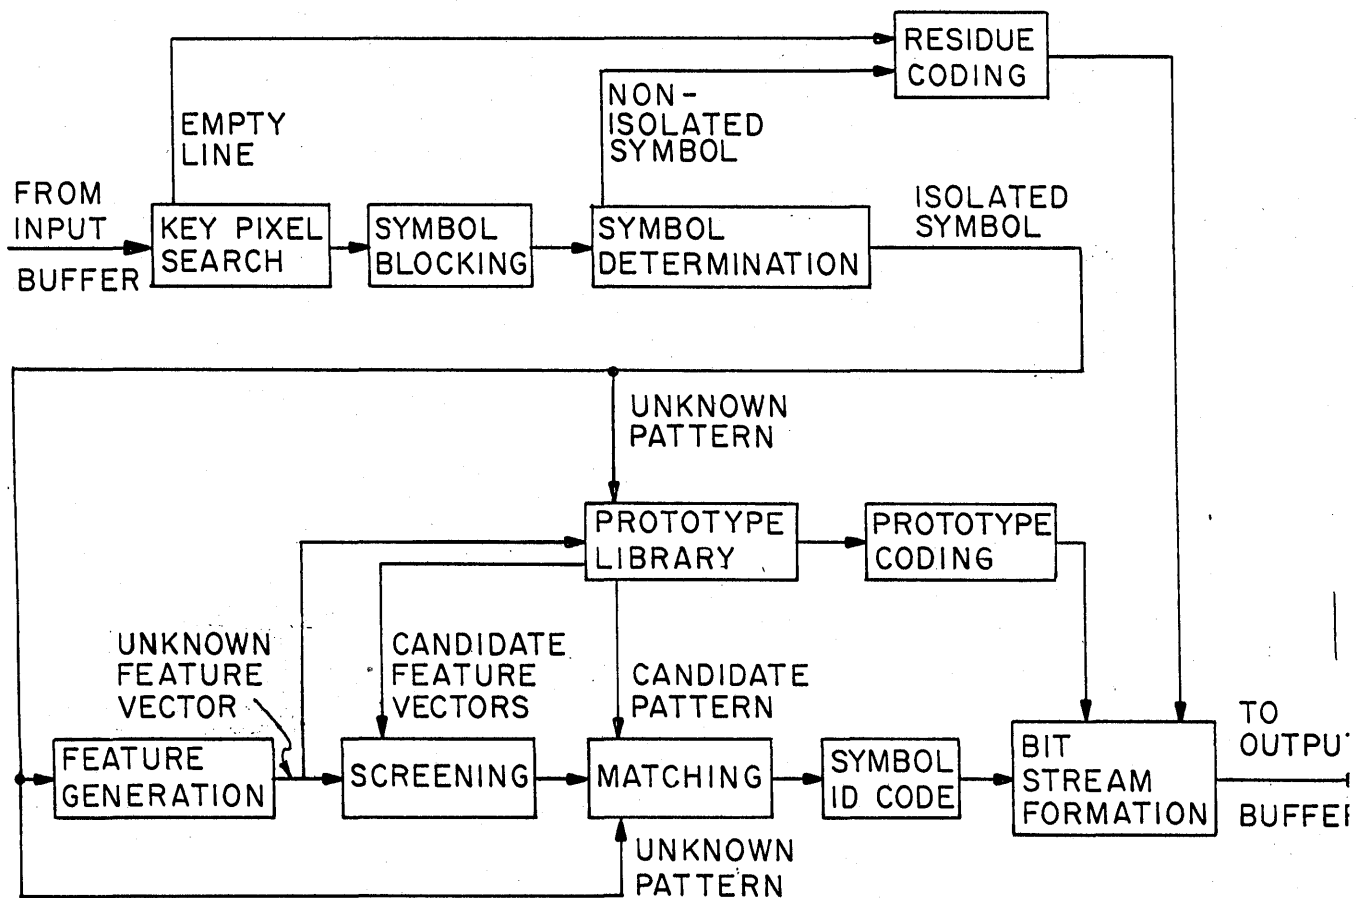 RESIDUE
CODING
NON-
ISOLATED
SYMBOL
EMPTY
LINE
FROM
INPUT
BUFFER
KEY PIXEL
SEARCH
SYMBOL
BLOCKING
SYMBOL
DETERMINATION
ISOLATED
SYMBOL
UNKNOWN
PATTERN
PROTOTYPE
LIBRARY
PROTOTYPE
CODING
UNKNOWN
FEATURE
VECTOR
CANDIDATE
FEATURE
VECTORS
CANDIDATE
PATTERN
FEATURE
GENERATION
SCREENING
MATCHING
SYMBOL
ID CODE
BIT
STREAM
FORMATION
TO
OUTPU
BUFFE
UNKNOWN
PATTERN